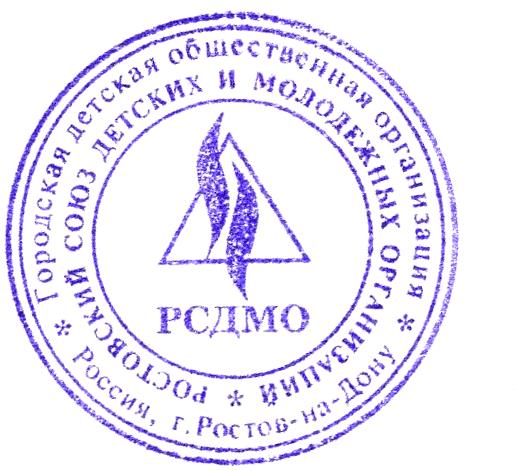 Городская детская общественная организация
* Россия, г.Ростов-на-Дону *
РОСТОВСКИЙ СОЮЗ ДЕТСКИХ И МОЛОДЕЖНЫХ ОРГАНИЗАЦИЙ *
РСДМО